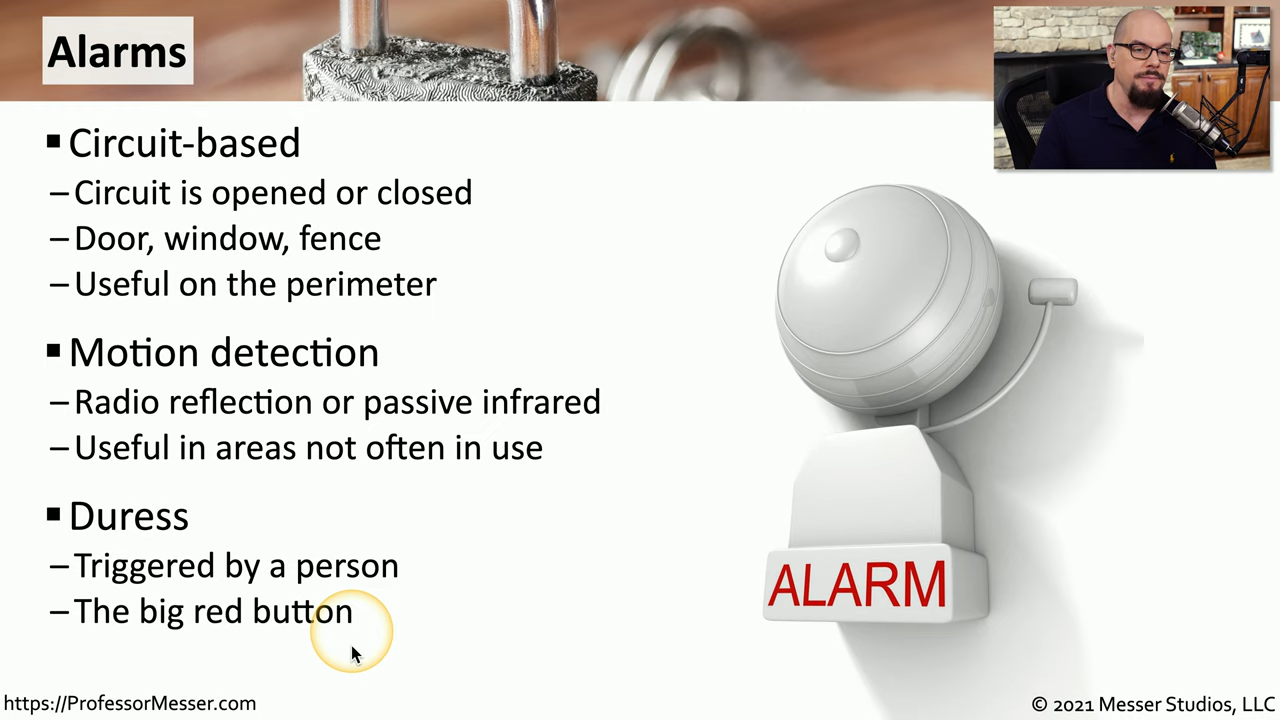 Alarms
▪ Circuit-based
– Circuit is opened or closed
– Door, window, fence
– Useful on the perimeter
▪ Motion detection
– Radio reflection or passive infrared
– Useful in areas not often in use
▪ Duress
– Triggered by a person
– The big red button
ALARM
https://ProfessorMesser.com
© 2021 Messer Studios, LLC